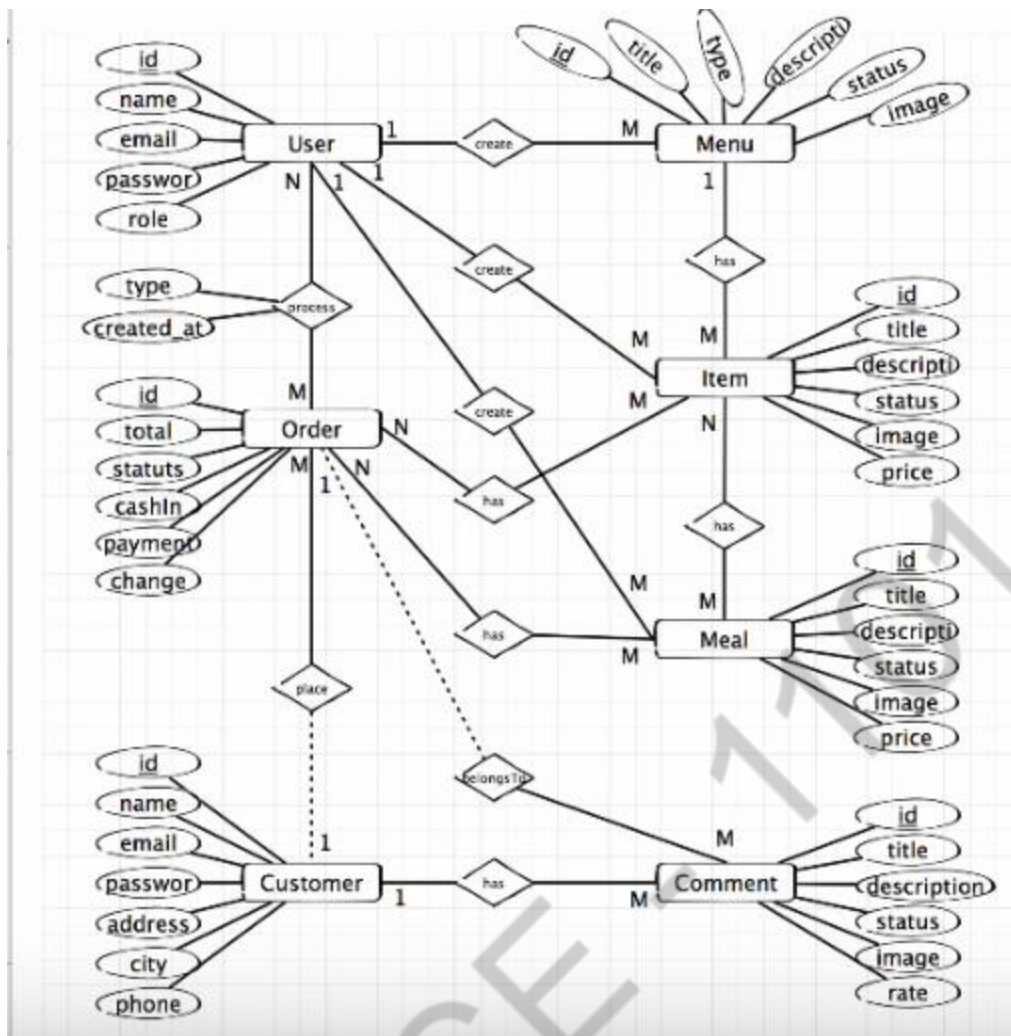 id
name
email
passwor
role
User
1
N
1
1
create
M
id
title
type
descripti
status
image
Menu
1
has
create
type
created_at
process
M
M
Item
M
N
id
title
descripti
status
image
price
create
M
Order
N
M
N
1
id
total
statuts
cashIn
payment
change
has
has
M
M
Meal
M
id
title
descripti
status
image
price
has
place
belongsTo
id
name
email
passwor
address
city
phone
1
Customer
1
has
M
M
Comment
id
title
description
status
image
rate
CE - 1101